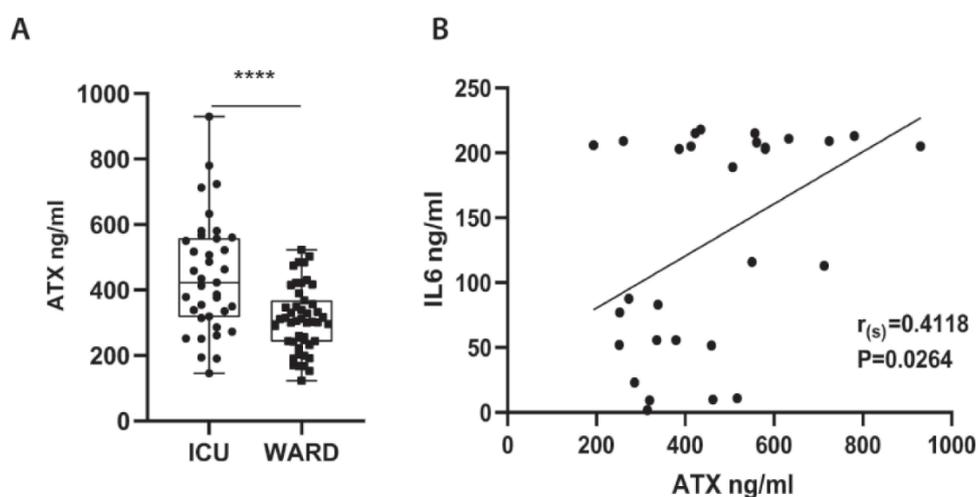 A
****
1000
800
600
400
200
0
ATX ng/ml
ICU WARD
B
250
200
150
100
50
0
IL6 ng/ml
r(s)=0.4118
P=0.0264
0 200 400 600 800 1000
ATX ng/ml